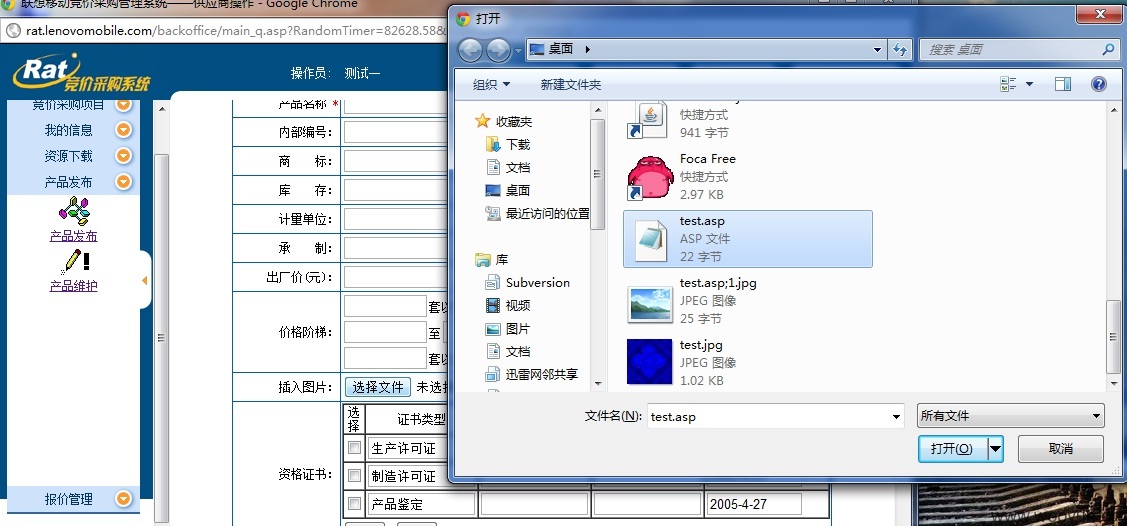 联想移动竞价采购管理系统——供应商操作 - Google Chrome
rat.lenovomobile.com/backoffice/main_q.asp?RandomTimer=82628.58&
Rat 竞价采购系统
操作员: 测试一
竞价采购项目
我的信息
资源下载
产品发布
产品发布
产品维护
报价管理
产品名称 *
内部编号:
商 标:
库 存:
计量单位:
承 制:
出厂价(元):
价格阶梯:
至
插入图片: 选择文件
资格证书:
选择 证书类型
生产许可证
制造许可证
产品鉴定 2005-4-27
打开
桌面
搜索 桌面
组织 新建文件夹
收藏夹
下载
文档
桌面
最近访问的位置
库
Subversion
视频
图片
文档
迅雷网邻共享
快捷方式
941 字节
Foca Free
快捷方式
2.97 KB
test.asp
ASP 文件
22 字节
test.asp;1.jpg
JPEG 图像
25 字节
test.jpg
JPEG 图像
1.02 KB
文件名(N): test.asp 所有文件
打开(O) 取消